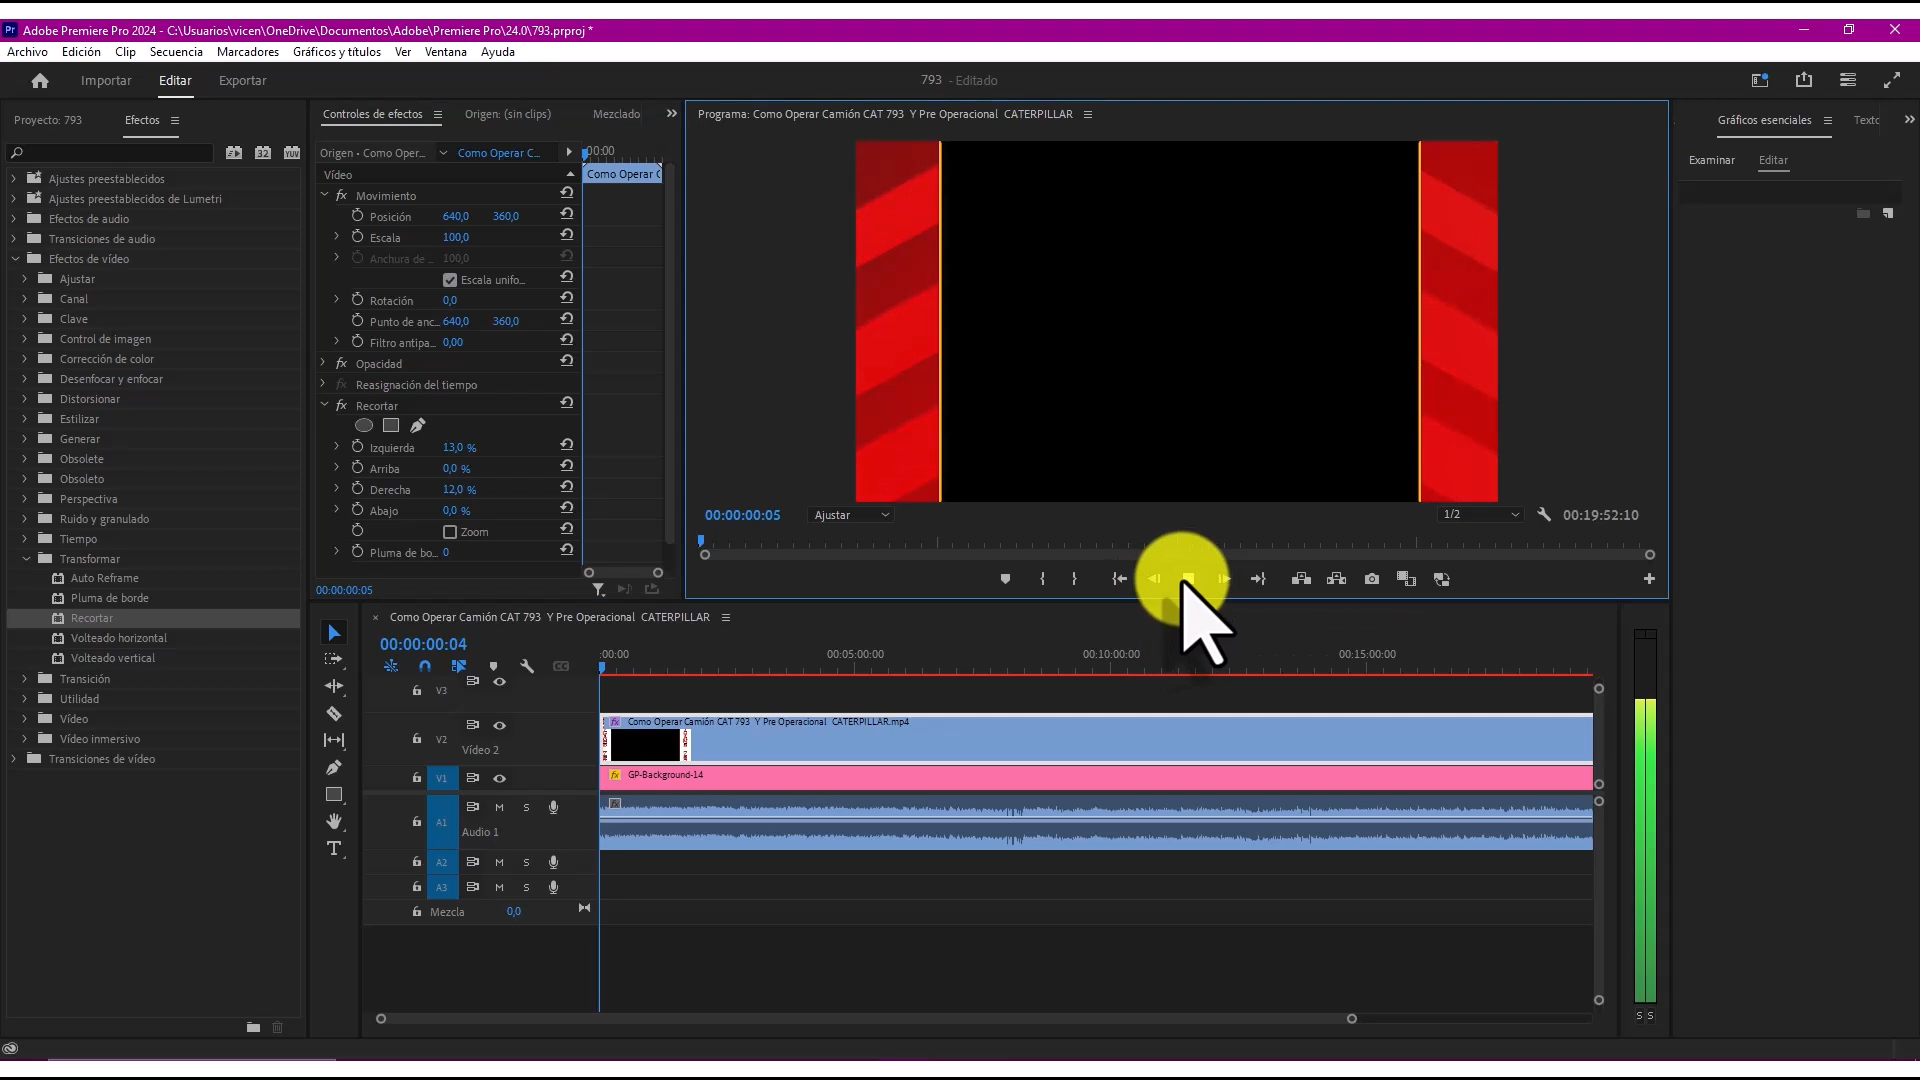 Adobe Premiere Pro 2024 - C:\Usuarios\vicen\OneDrive\Documentos\Adobe\Premiere Pro\24.0\793.prproj *
Archivo Edición Clip Secuencia Marcadores Gráficos y títulos Ver Ventana Ayuda
Importar Editar Exportar
793 - Editado
Proyecto: 793 Efectos
Ajustes preestablecidos
Ajustes preestablecidos de Lumetri
Efectos de audio
Transiciones de audio
Efectos de vídeo
Ajustar
Canal
Clave
Control de imagen
Corrección de color
Desenfocar y enfocar
Distorsionar
Estilizar
Generar
Obsolete
Obsoleto
Perspectiva
Ruido y granulado
Tiempo
Transformar
Auto Reframe
Pluma de borde
Recortar
Volteado horizontal
Volteado vertical
Transición
Utilidad
Vídeo
Vídeo inmersivo
Transiciones de vídeo
Controles de efectos Origen: (sin clips) Mezclado
Origen • Como Oper... Como Operar C... :00:00
Vídeo Como Operar C
fx Movimiento
Posición 640,0 360,0
Escala 100,0
Anchura de ... 100,0
Escala unifo...
Rotación 0,0
Punto de anc... 640,0 360,0
Filtro antipa... 0,00
fx Opacidad
fx Reasignación del tiempo
fx Recortar
Izquierda 13,0 %
Arriba 0,0 %
Derecha 12,0 %
Abajo 0,0 %
Zoom
Pluma de bo... 0
00:00:00:05
Programa: Como Operar Camión CAT 793 Y Pre Operacional CATERPILLAR
00:00:00:05 Ajustar 1/2 00:19:52:10
Gráficos esenciales Texto
Examinar Editar
× Como Operar Camión CAT 793 Y Pre Operacional CATERPILLAR
00:00:00:04
:00:00 00:05:00:00 00:10:00:00 00:15:00:00
V3
V2 Vídeo 2
fx Como Operar Camión CAT 793 Y Pre Operacional CATERPILLAR.mp4
V1
fx GP-Background-14
A1 M S
Audio 1
A2 M S
A3 M S
Mezcla 0,0
S S